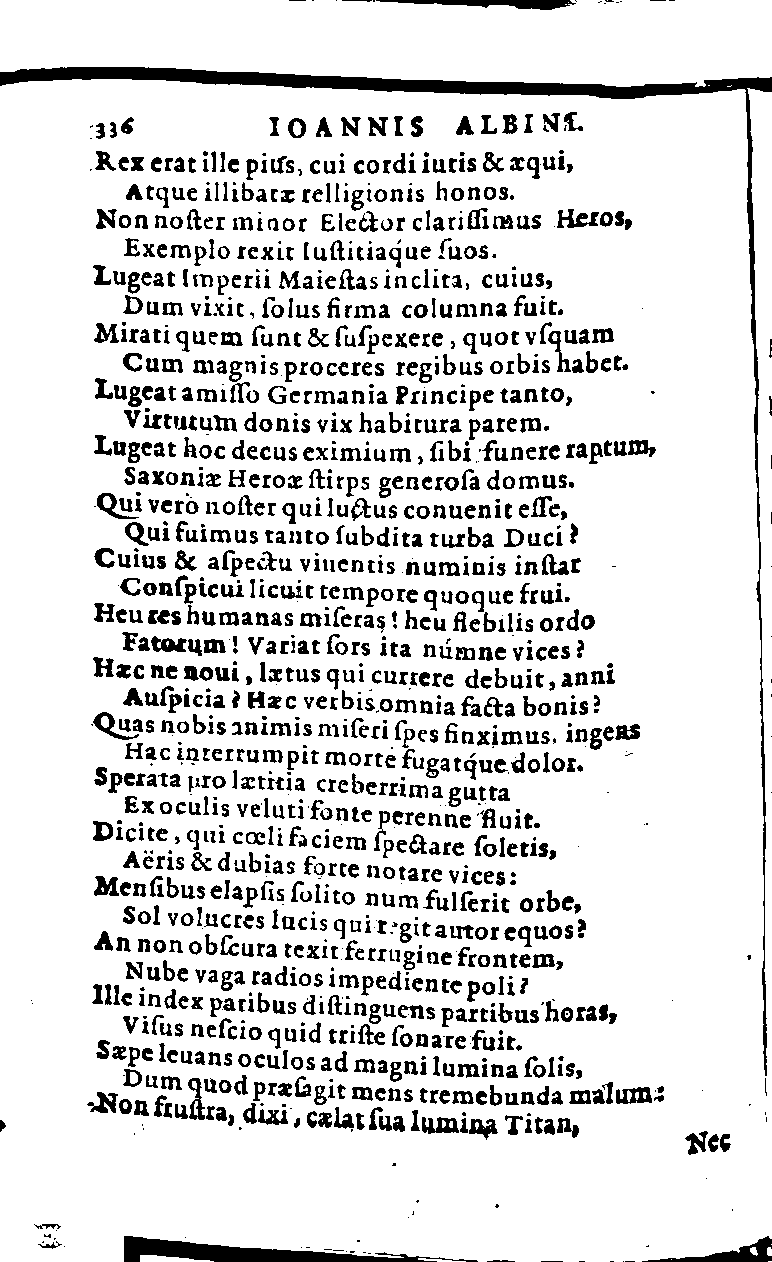 336 IOANNIS ALBINI.
Rex erat ille piuſs, cui cordi iuris & æqui,
Atque illibatæ relligionis honos.
Non noſter minor Elector clariſſimus Heros,
Exemplo rexit Iuſtitiaq́ue ſuos.
Lugeat Imperii Maieſtas inclita, cuius,
Dum vixit, ſolus firma columna fuit.
Mirati quem ſunt & ſuſpexere, quot vſquam
Cum magnis proceres regibus orbis habet.
Lugeat amiſſo Germania Principe tanto,
Virtutum donis vix habitura parem.
Lugeat hoc decus eximium, ſibi funere raptum,
Saxoniæ Heroæ ſtirps generoſa domus.
Qui verò noſter qui luctus conuenit eſſe,
Qui fuimus tanto ſubdita turba Duci?
Cuius & aſpectu viuentis numinis inſtar
Conſpicui licuit tempore quoque frui.
Heu res humanas miſeras! heu flebilis ordo
Fatorum! Variat ſors ita númne vices?
Hæc ne noui, lætus qui currere debuit, anni
Auſpicia? Hæc verbis omnia facta bonis?
Quas nobis animis miſeri ſpes finximus, ingens
Hac interrumpit morte fugatq́ue dolor.
Sperata pro lætitia creberrima gutta
Ex oculis veluti fonte perenne fluit.
Dicite, qui cœli faciem ſpectare ſoletis,
Aëris & dubias forte notare vices:
Menſibus elapſis ſolito num fulſerit orbe,
Sol volucres lucis qui regit autor equos?
An non obſcura texit ferrugine frontem,
Nube vaga radios impediente poli?
Ille index paribus diſtinguens partibus horas,
Viſus neſcio quid triſte ſonare fuit.
Sæpe leuans oculos ad magni lumina ſolis,
Dum quod præſagit mens tremebunda malum:
Non fruſtra, dixi, cælat ſua lumina Titan,
Nec